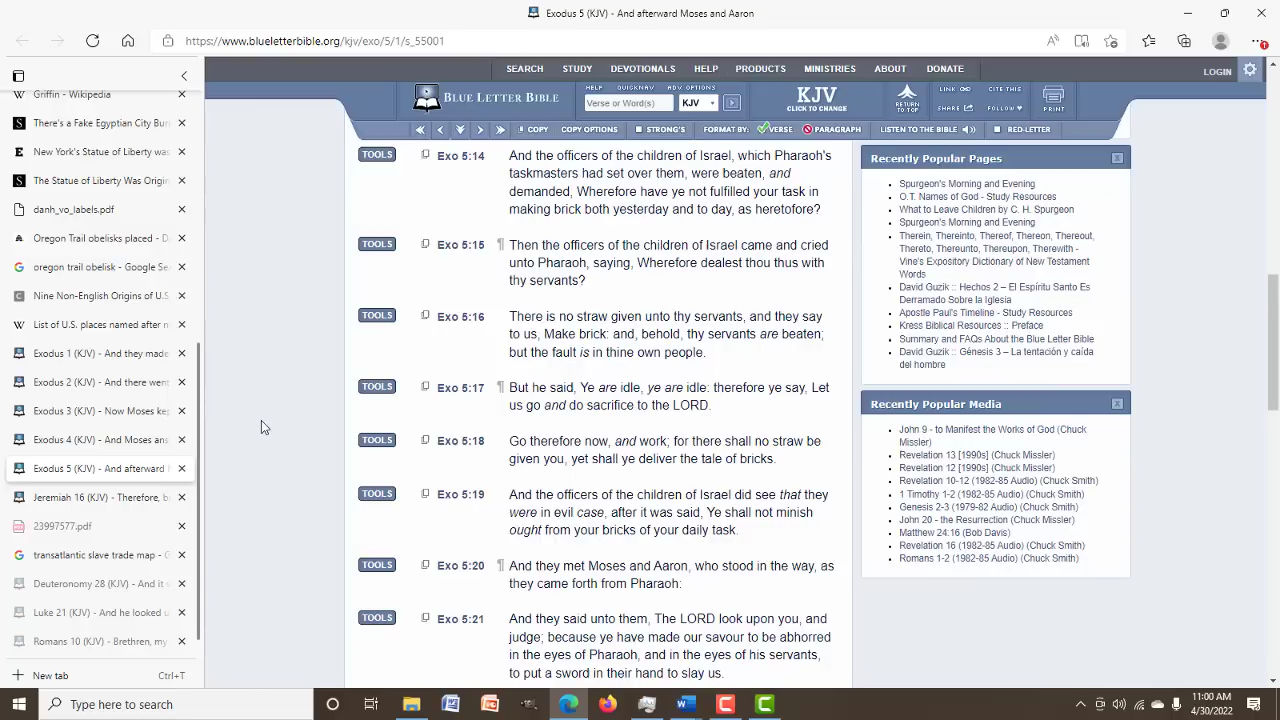 Exodus 5 (KJV) - And afterward Moses and Aaron
https://www.blueletterbible.org/kjv/exo/5/1/s_55001
Griffin - Wikipedia
There's a Fake Egyptian City Buri
New York's Statue of Liberty was
The Statue of Liberty Was Origin
danh_vo_labels.pdf
Oregon Trail obelisks placed - Da
oregon trail obelisk - Google Sea
Nine Non-English Origins of U.S.
List of U.S. places named after n
Exodus 1 (KJV) - And they made
Exodus 2 (KJV) - And there went
Exodus 3 (KJV) - Now Moses kep
Exodus 4 (KJV) - And Moses ans
Exodus 5 (KJV) - And afterward
Jeremiah 16 (KJV) - Therefore, b
23997577.pdf
transatlantic slave trade map - G
Deuteronomy 28 (KJV) - And it s
Luke 21 (KJV) - And he looked u
Romans 10 (KJV) - Brethren, my
New tab Ctrl+T
SEARCH STUDY DEVOTIONALS HELP PRODUCTS MINISTRIES ABOUT DONATE
LOGIN
BLUE LETTER BIBLE
HELP QUICKNAV ADV. OPTIONS
Verse or Word(s) KJV
KJV
CLICK TO CHANGE
RETURN
TO TOP
LINK CITE THIS
SHARE FOLLOW
PRINT
COPY COPY OPTIONS STRONG'S FORMAT BY: VERSE PARAGRAPH LISTEN TO THE BIBLE RED-LETTER
TOOLS Exo 5:14 And the officers of the children of Israel, which Pharaoh's
taskmasters had set over them, were beaten, and
demanded, Wherefore have ye not fulfilled your task in
making brick both yesterday and to day, as heretofore?
TOOLS Exo 5:15 ¶ Then the officers of the children of Israel came and cried
unto Pharaoh, saying, Wherefore dealest thou thus with
thy servants?
TOOLS Exo 5:16 There is no straw given unto thy servants, and they say
to us, Make brick: and, behold, thy servants are beaten;
but the fault is in thine own people.
TOOLS Exo 5:17 ¶ But he said, Ye are idle, ye are idle: therefore ye say, Let
us go and do sacrifice to the LORD.
TOOLS Exo 5:18 Go therefore now, and work; for there shall no straw be
given you, yet shall ye deliver the tale of bricks.
TOOLS Exo 5:19 And the officers of the children of Israel did see that they
were in evil case, after it was said, Ye shall not minish
ought from your bricks of your daily task.
TOOLS Exo 5:20 ¶ And they met Moses and Aaron, who stood in the way, as
they came forth from Pharaoh:
TOOLS Exo 5:21 And they said unto them, The LORD look upon you, and
judge; because ye have made our savour to be abhorred
in the eyes of Pharaoh, and in the eyes of his servants,
to put a sword in their hand to slay us.
Recently Popular Pages
Spurgeon's Morning and Evening
O.T. Names of God - Study Resources
What to Leave Children by C. H. Spurgeon
Spurgeon's Morning and Evening
Therein, Thereinto, Thereof, Thereon, Thereout,
Thereto, Thereunto, Thereupon, Therewith -
Vine's Expository Dictionary of New Testament
Words
David Guzik :: Hechos 2 – El Espíritu Santo Es
Derramado Sobre la Iglesia
Apostle Paul's Timeline - Study Resources
Kress Biblical Resources :: Preface
Summary and FAQs About the Blue Letter Bible
David Guzik :: Génesis 3 – La tentación y caída
del hombre
Recently Popular Media
John 9 - to Manifest the Works of God (Chuck
Missler)
Revelation 13 [1990s] (Chuck Missler)
Revelation 12 [1990s] (Chuck Missler)
Revelation 10-12 (1982-85 Audio) (Chuck Smith)
1 Timothy 1-2 (1982-85 Audio) (Chuck Smith)
Genesis 2-3 (1979-82 Audio) (Chuck Smith)
John 20 - the Resurrection (Chuck Missler)
Matthew 24:16 (Bob Davis)
Revelation 16 (1982-85 Audio) (Chuck Smith)
Romans 1-2 (1982-85 Audio) (Chuck Smith)
Type here to search
11:00 AM
4/30/2022